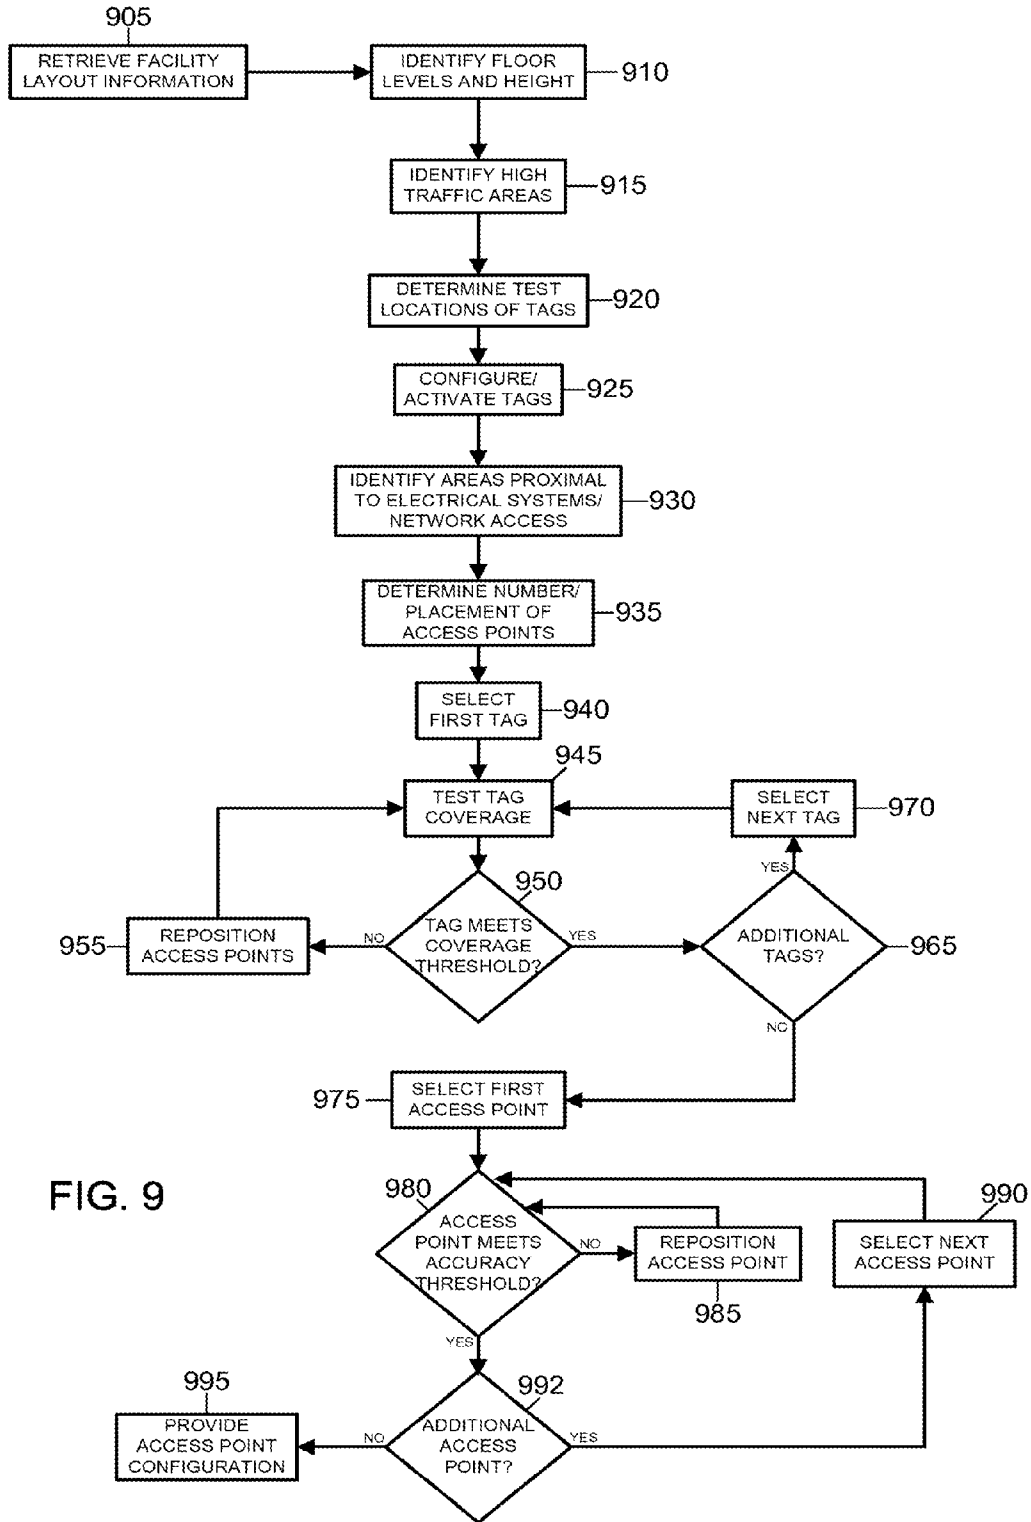 905
RETRIEVE FACILITY
LAYOUT INFORMATION
IDENTIFY FLOOR
LEVELS AND HEIGHT
910
IDENTIFY HIGH
TRAFFIC AREAS
915
DETERMINE TEST
LOCATIONS OF TAGS
920
CONFIGURE/
ACTIVATE TAGS
925
IDENTIFY AREAS PROXIMAL
TO ELECTRICAL SYSTEMS/
NETWORK ACCESS
930
DETERMINE NUMBER/
PLACEMENT OF
ACCESS POINTS
935
SELECT
FIRST TAG
940
945
TEST TAG
COVERAGE
SELECT
NEXT TAG
970
950
TAG MEETS
COVERAGE
THRESHOLD?
NO
YES
955
REPOSITION
ACCESS POINTS
YES
ADDITIONAL
TAGS?
965
NO
975
SELECT FIRST
ACCESS POINT
FIG. 9
980
ACCESS
POINT MEETS
ACCURACY
THRESHOLD?
NO
REPOSITION
ACCESS POINT
985
990
SELECT NEXT
ACCESS POINT
YES
992
ADDITIONAL
ACCESS
POINT?
NO
YES
995
PROVIDE
ACCESS POINT
CONFIGURATION